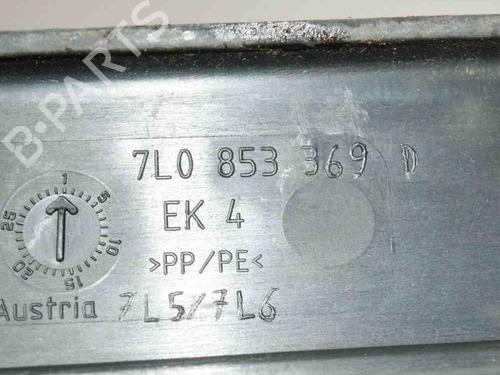 B-PARTS
7L0 853 369 D
EK 4
>PP/PE<
1
5
10
15
20
25
Austria 7L5/7L6